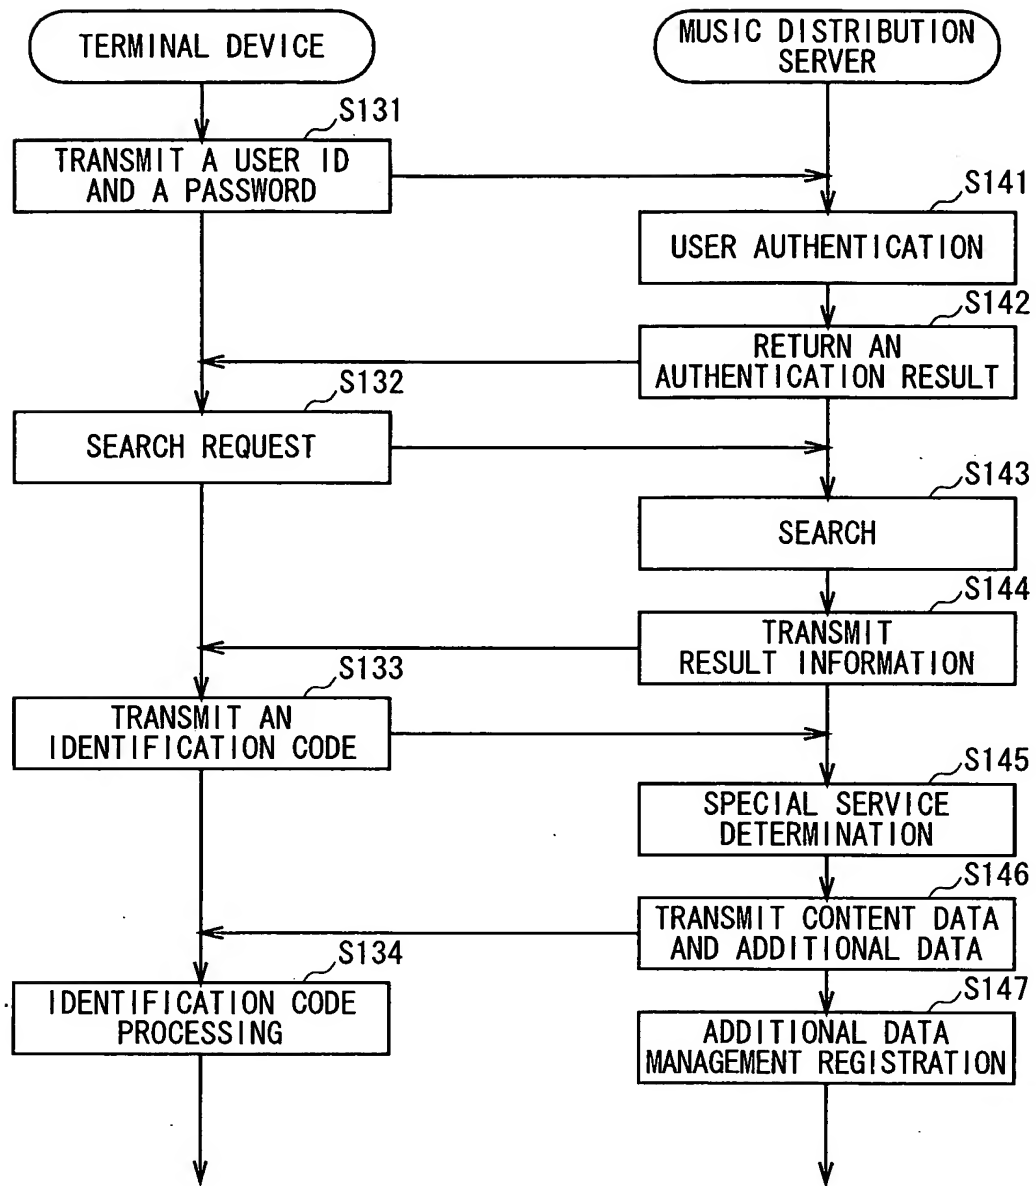 TERMINAL DEVICE
MUSIC DISTRIBUTION
SERVER
S131
TRANSMIT A USER ID
AND A PASSWORD
S141
USER AUTHENTICATION
S142
RETURN AN
AUTHENTICATION RESULT
S132
SEARCH REQUEST
S143
SEARCH
S144
TRANSMIT
RESULT INFORMATION
S133
TRANSMIT AN
IDENTIFICATION CODE
S145
SPECIAL SERVICE
DETERMINATION
S146
TRANSMIT CONTENT DATA
AND ADDITIONAL DATA
S134
IDENTIFICATION CODE
PROCESSING
S147
ADDITIONAL DATA
MANAGEMENT REGISTRATION